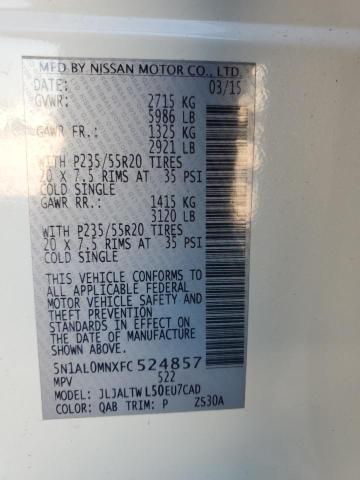 MFD BY NISSAN MOTOR CO., LTD.
DATE: 03/15
GVWR: 2715 KG
5986 LB
GAWR FR.: 1325 KG
2921 LB
WITH P235/55R20 TIRES
20 X 7.5 RIMS AT 35 PSI
COLD SINGLE
GAWR RR.: 1415 KG
3120 LB
WITH P235/55R20 TIRES
20 X 7.5 RIMS AT 35 PSI
COLD SINGLE
THIS VEHICLE CONFORMS TO
ALL APPLICABLE FEDERAL
MOTOR VEHICLE SAFETY AND
THEFT PREVENTION
STANDARDS IN EFFECT ON
THE DATE OF MANUFACTURE
SHOWN ABOVE.
5N1AL0MNXFC524857
MPV 522
MODEL: JLJALTWL50EU7CAD
COLOR: QAB TRIM: P ZS30A